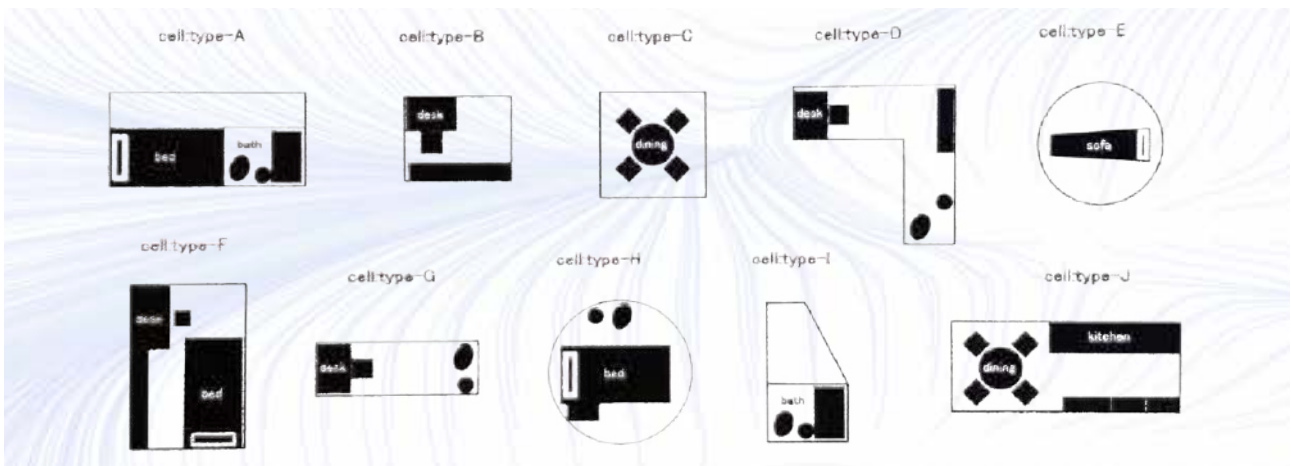 cell:type-A
cell:type-B
cell:type-C
cell:type-D
cell:type-E
bed
bath
desk
dining
desk
sofa
cell:type-F
cell:type-G
cell:type-H
cell:type-I
cell:type-J
desk
bed
desk
bed
bath
dining
kitchen